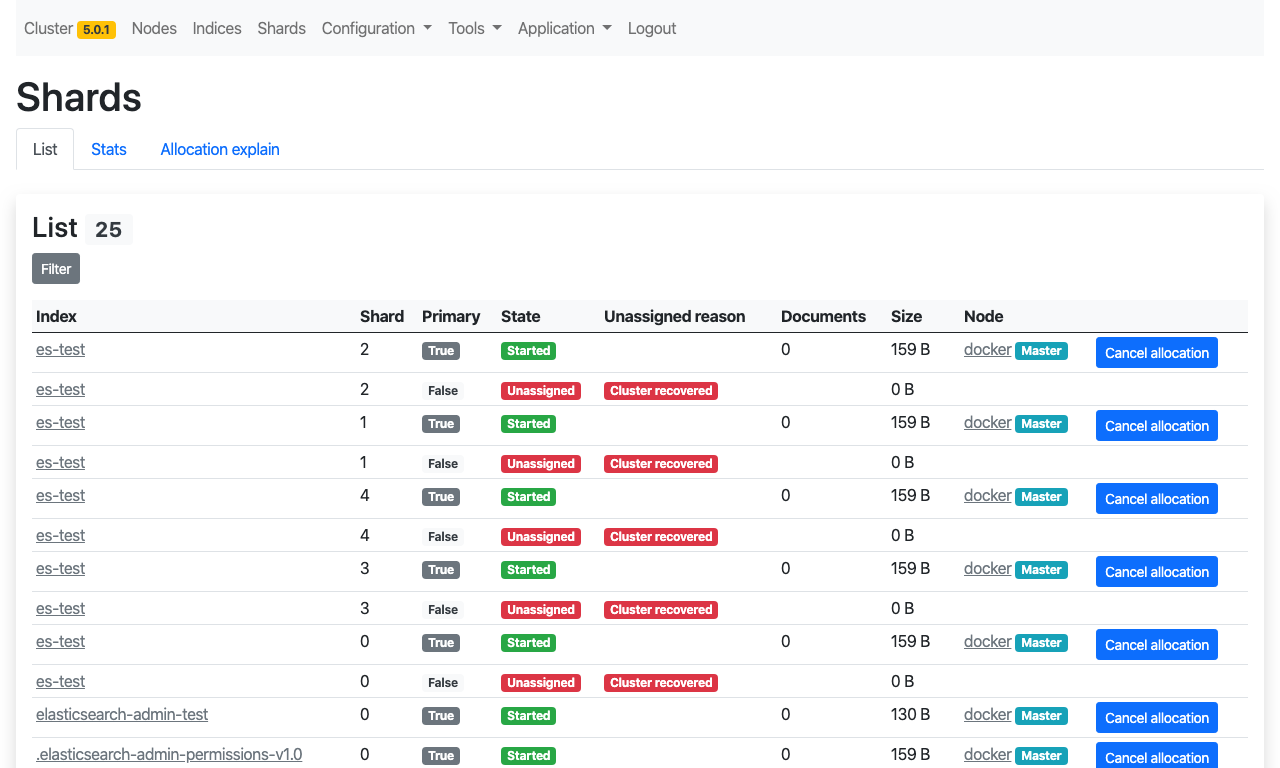 Cluster 5.0.1 Nodes Indices Shards Configuration Tools Application Logout
Shards
List Stats Allocation explain
List 25
Filter
Index Shard Primary State Unassigned reason Documents Size Node
es-test 2 True Started 0 159 B docker Master Cancel allocation
es-test 2 False Unassigned Cluster recovered 0 B
es-test 1 True Started 0 159 B docker Master Cancel allocation
es-test 1 False Unassigned Cluster recovered 0 B
es-test 4 True Started 0 159 B docker Master Cancel allocation
es-test 4 False Unassigned Cluster recovered 0 B
es-test 3 True Started 0 159 B docker Master Cancel allocation
es-test 3 False Unassigned Cluster recovered 0 B
es-test 0 True Started 0 159 B docker Master Cancel allocation
es-test 0 False Unassigned Cluster recovered 0 B
elasticsearch-admin-test 0 True Started 0 130 B docker Master Cancel allocation
.elasticsearch-admin-permissions-v1.0 0 True Started 0 159 B docker Master Cancel allocation